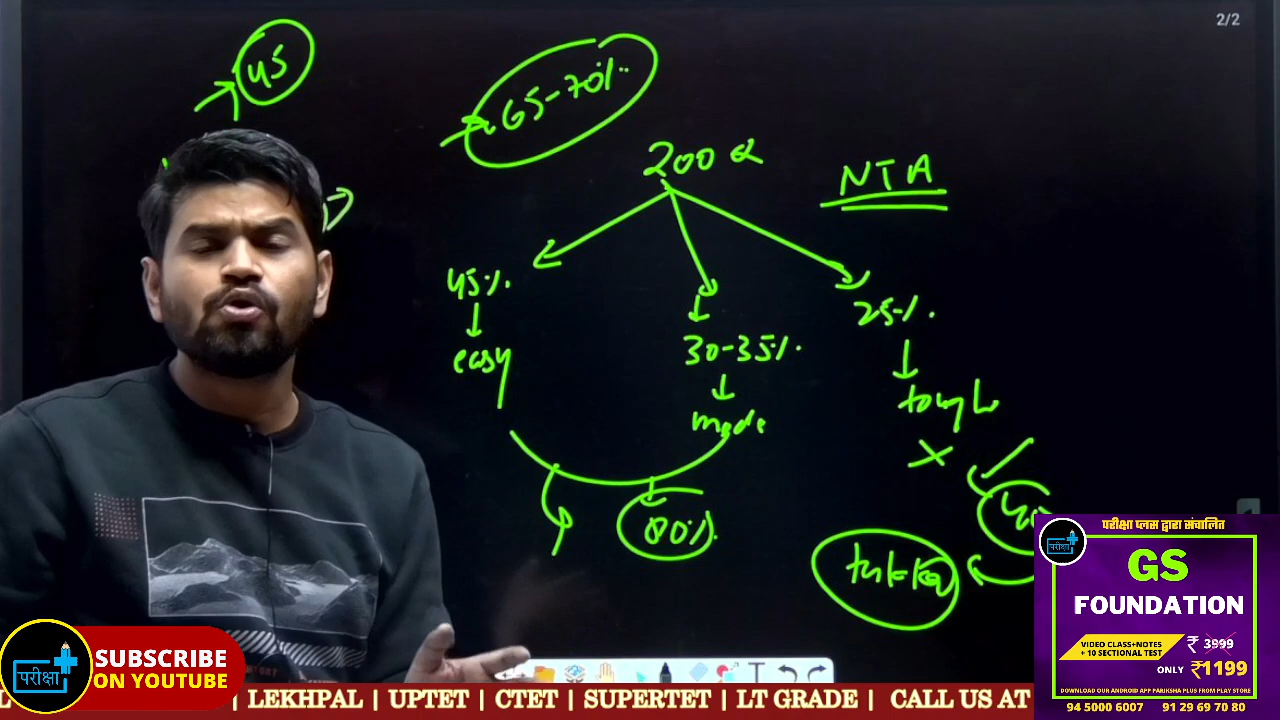 2/2
45
65-70%
200 Q
NTA
45%.
easy
30-35%.
mode
25%.
tough
80%.
tukka
परीक्षा प्लस द्वारा संचालित
परीक्षा
GS
FOUNDATION
VIDEO CLASS+NOTES
+ 10 SECTIONAL TEST
₹ 3999
ONLY ₹1199
DOWNLOAD OUR ANDROID APP PARIKSHA PLUS FROM PLAY STORE
94 5000 6007 91 29 69 70 80
परीक्षा
SUBSCRIBE
ON YOUTUBE
| LEKHPAL | UPTET | CTET | SUPERTET | LT GRADE | CALL US AT